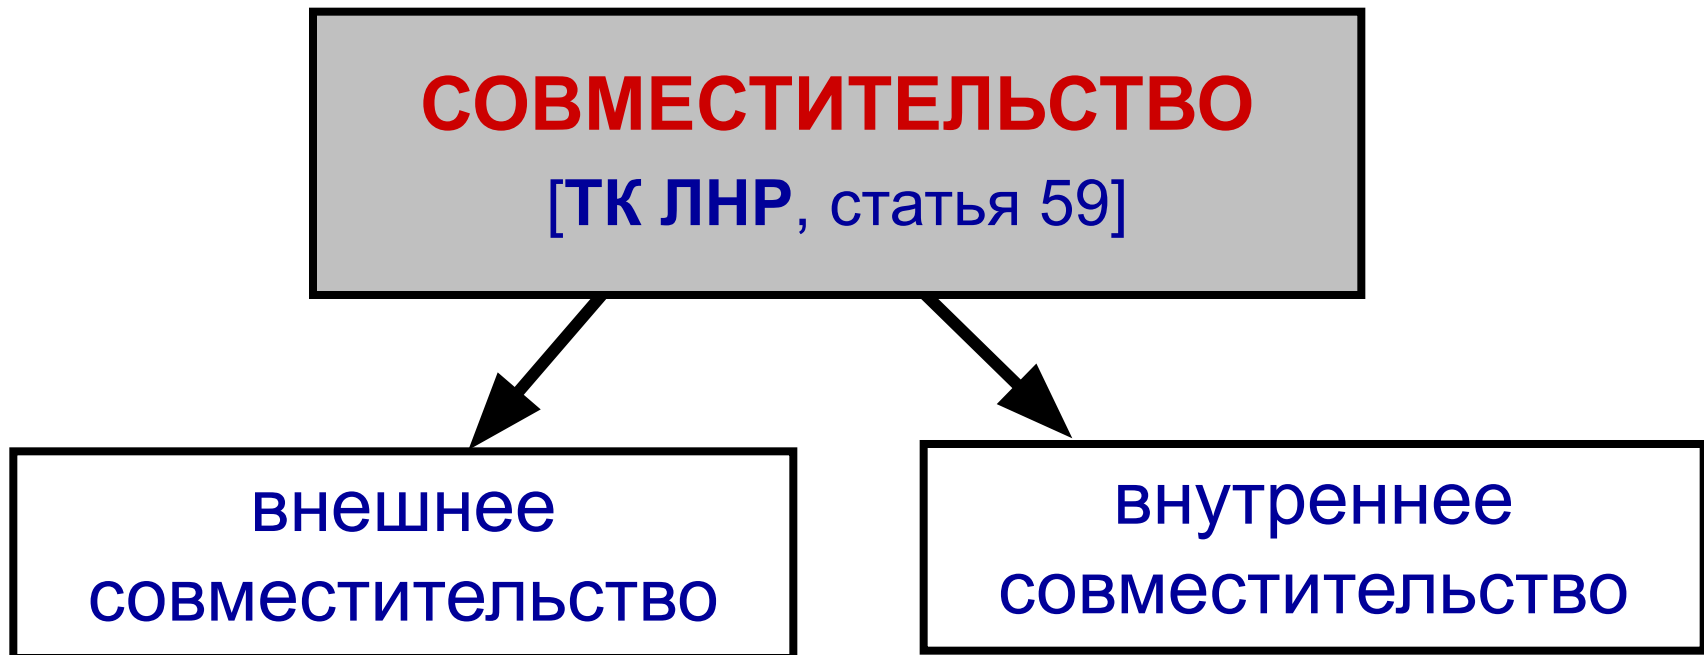 СОВМЕСТИТЕЛЬСТВО
[ТК ЛНР, статья 59]
внешнее
совместительство
внутреннее
совместительство